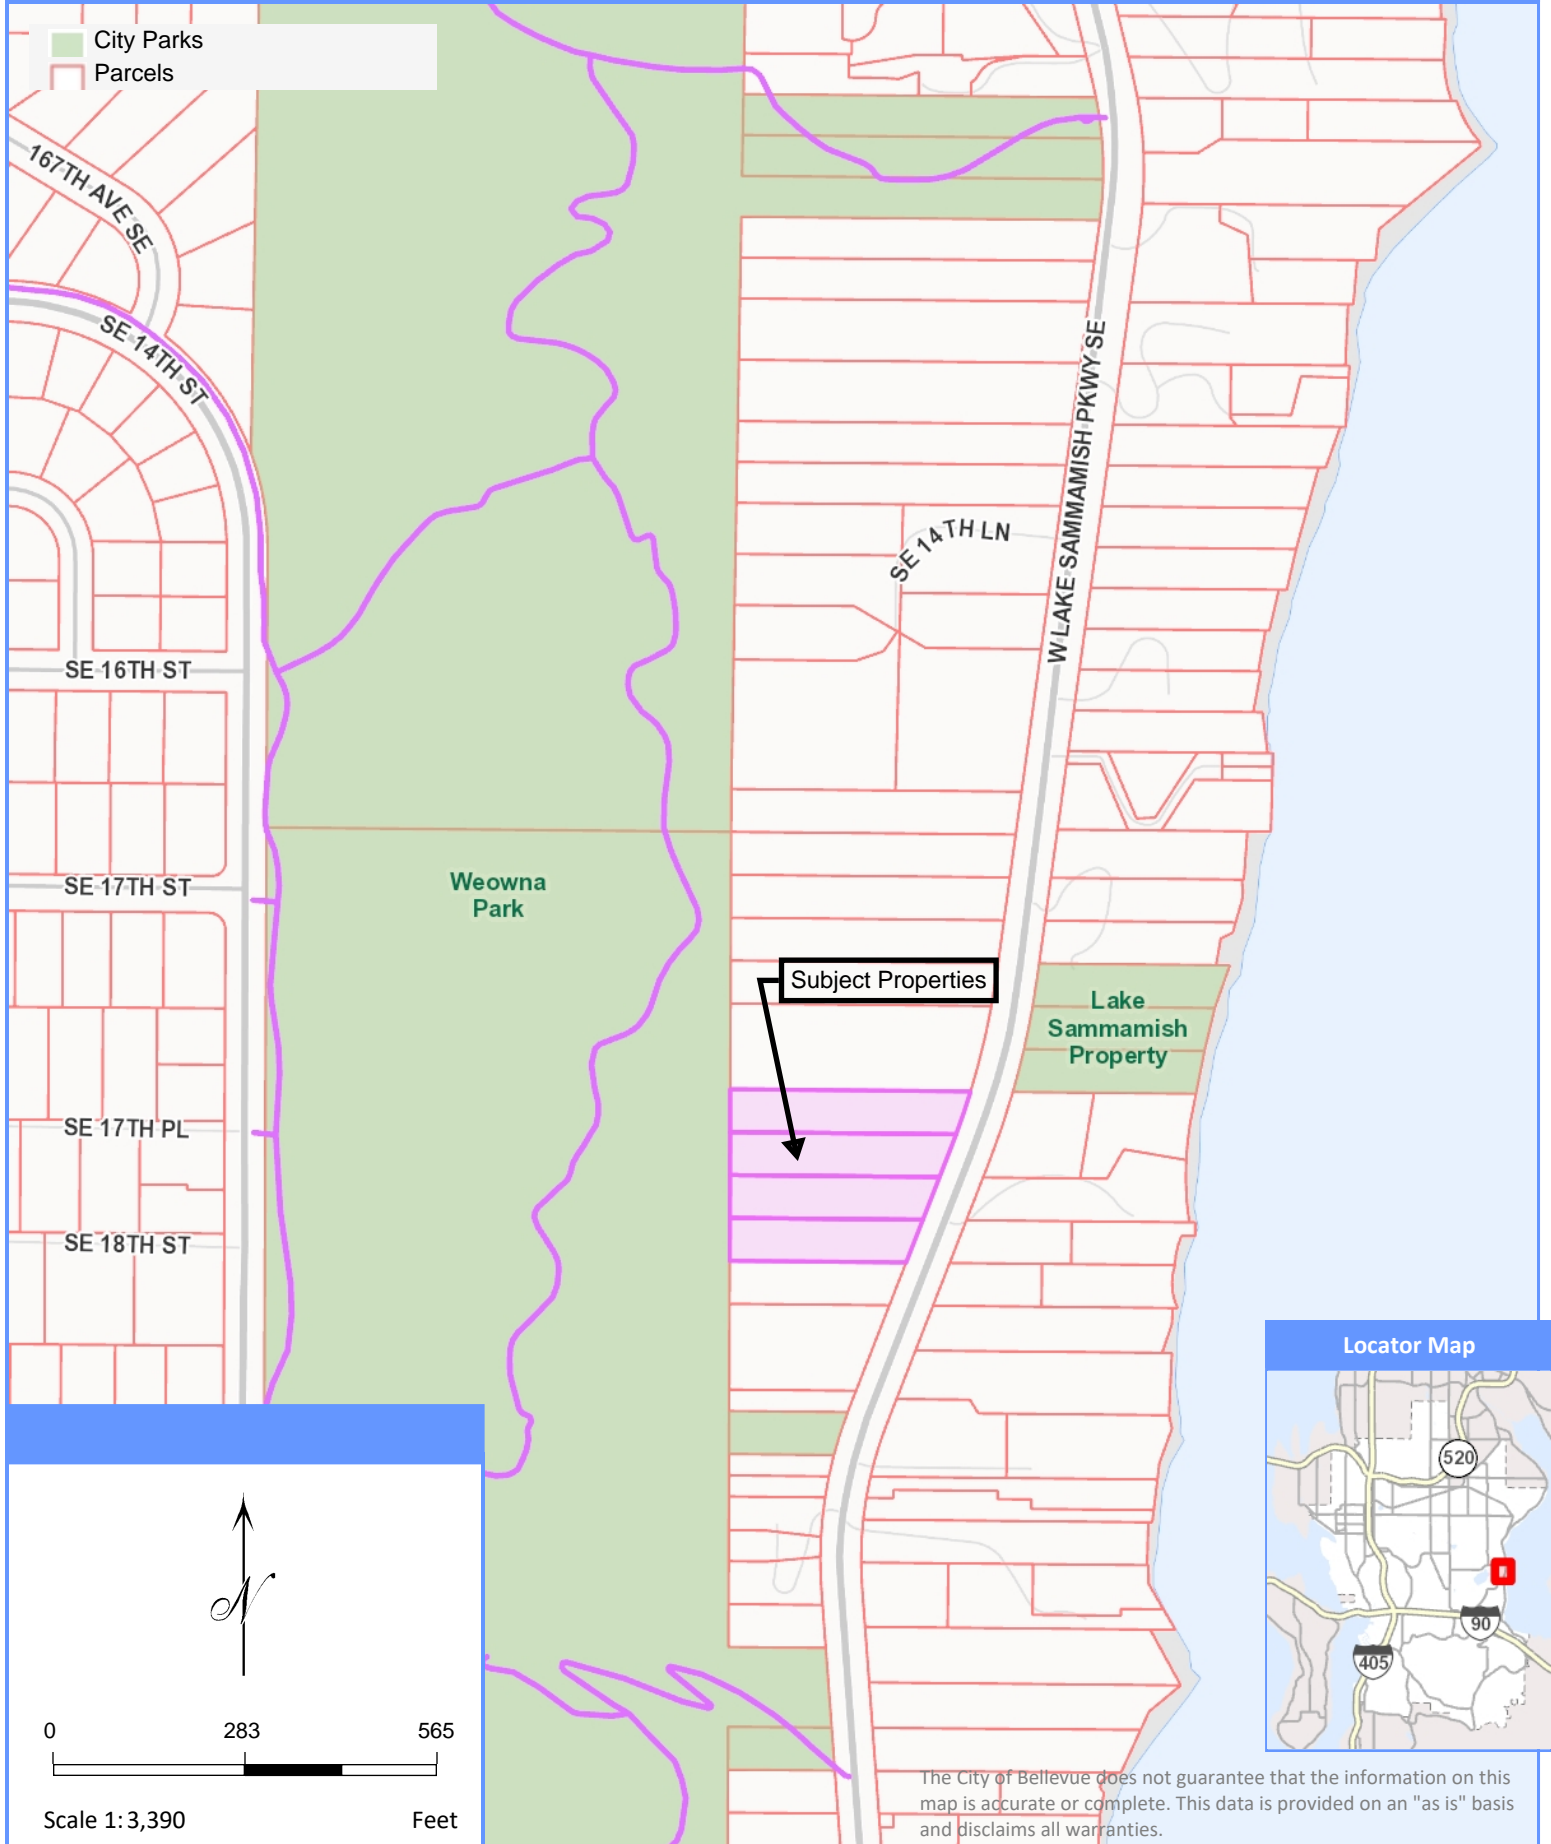 City Parks
Parcels
167TH AVE SE
SE 14TH ST
W LAKE SAMMAMISH PKWY SE
SE 14TH LN
SE 16TH ST
SE 17TH ST
Weowna
Park
Subject Properties
Lake
Sammamish
Property
SE 17TH PL
SE 18TH ST
Locator Map
520
90
405
N
0 283 565
Scale 1: 3,390 Feet
The City of Bellevue does not guarantee that the information on this
map is accurate or complete. This data is provided on an "as is" basis
and disclaims all warranties.